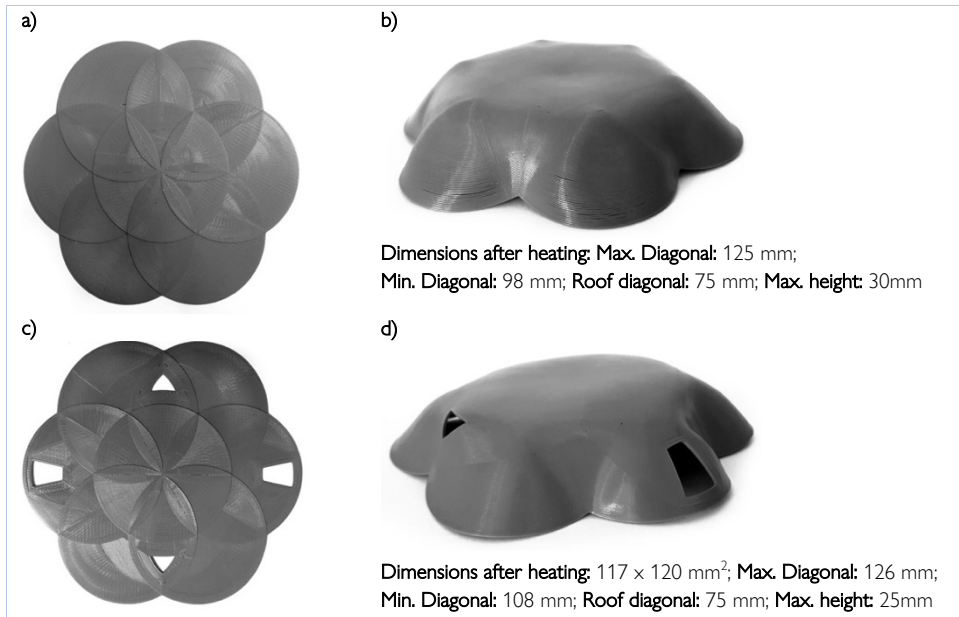 a)
b)
Dimensions after heating: Max. Diagonal: 125 mm;
Min. Diagonal: 98 mm; Roof diagonal: 75 mm; Max. height: 30mm
c)
d)
Dimensions after heating: 117 x 120 mm²; Max. Diagonal: 126 mm;
Min. Diagonal: 108 mm; Roof diagonal: 75 mm; Max. height: 25mm